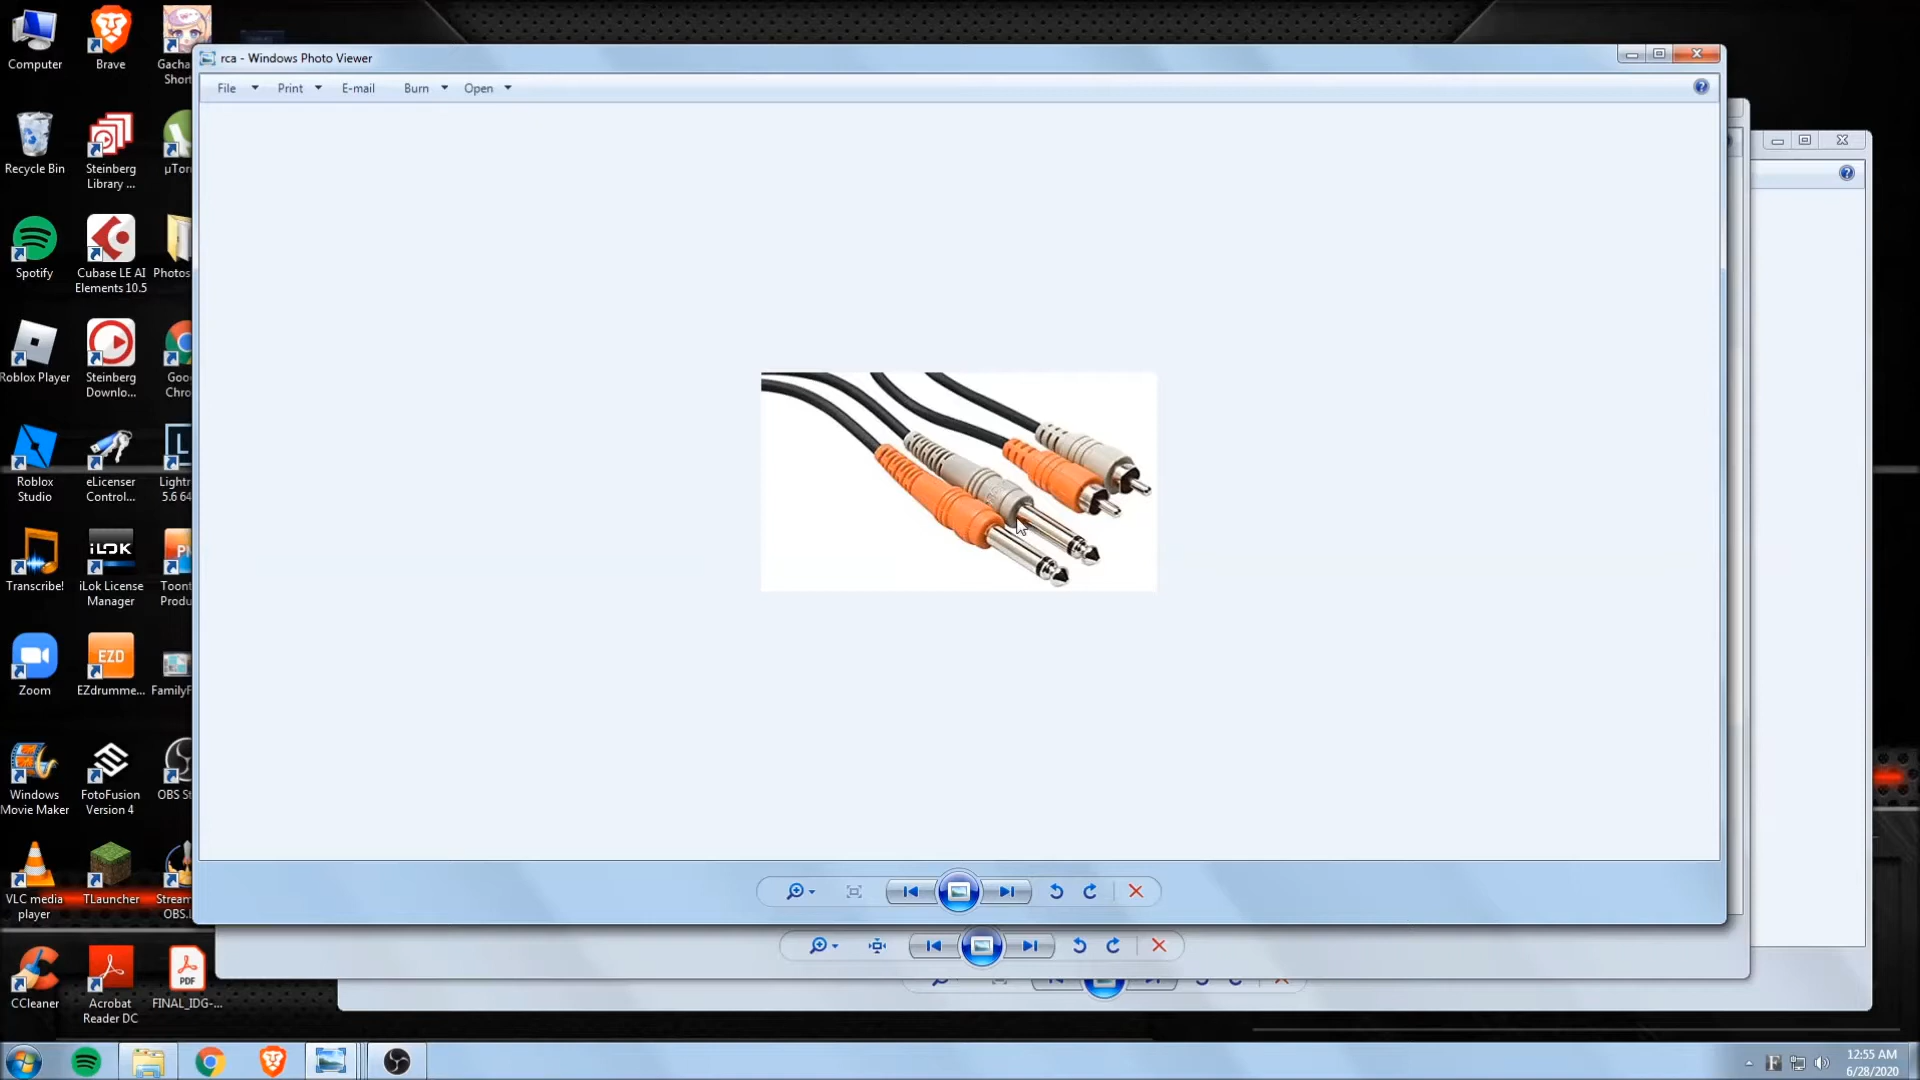 Computer
Brave
Gacha
Short
rca - Windows Photo Viewer
File
Print
E-mail
Burn
Open
Recycle Bin
Steinberg
Library ...
µTorr
Spotify
Cubase LE AI
Elements 10.5
Photos
Roblox Player
Steinberg
Downlo...
Goo
Chro
Roblox
Studio
eLicenser
Control...
L
Lightr
5.6 64
iLOK
Transcribe!
iLok License
Manager
PM
Toont
Produ
EZD
Zoom
EZdrumme...
FamilyF
Windows
Movie Maker
FotoFusion
Version 4
OBS St
VLC media
player
TLauncher
Stream
OBS.L
PDF
CCleaner
Acrobat
Reader DC
FINAL_IDG-...
F
12:55 AM
6/28/2020